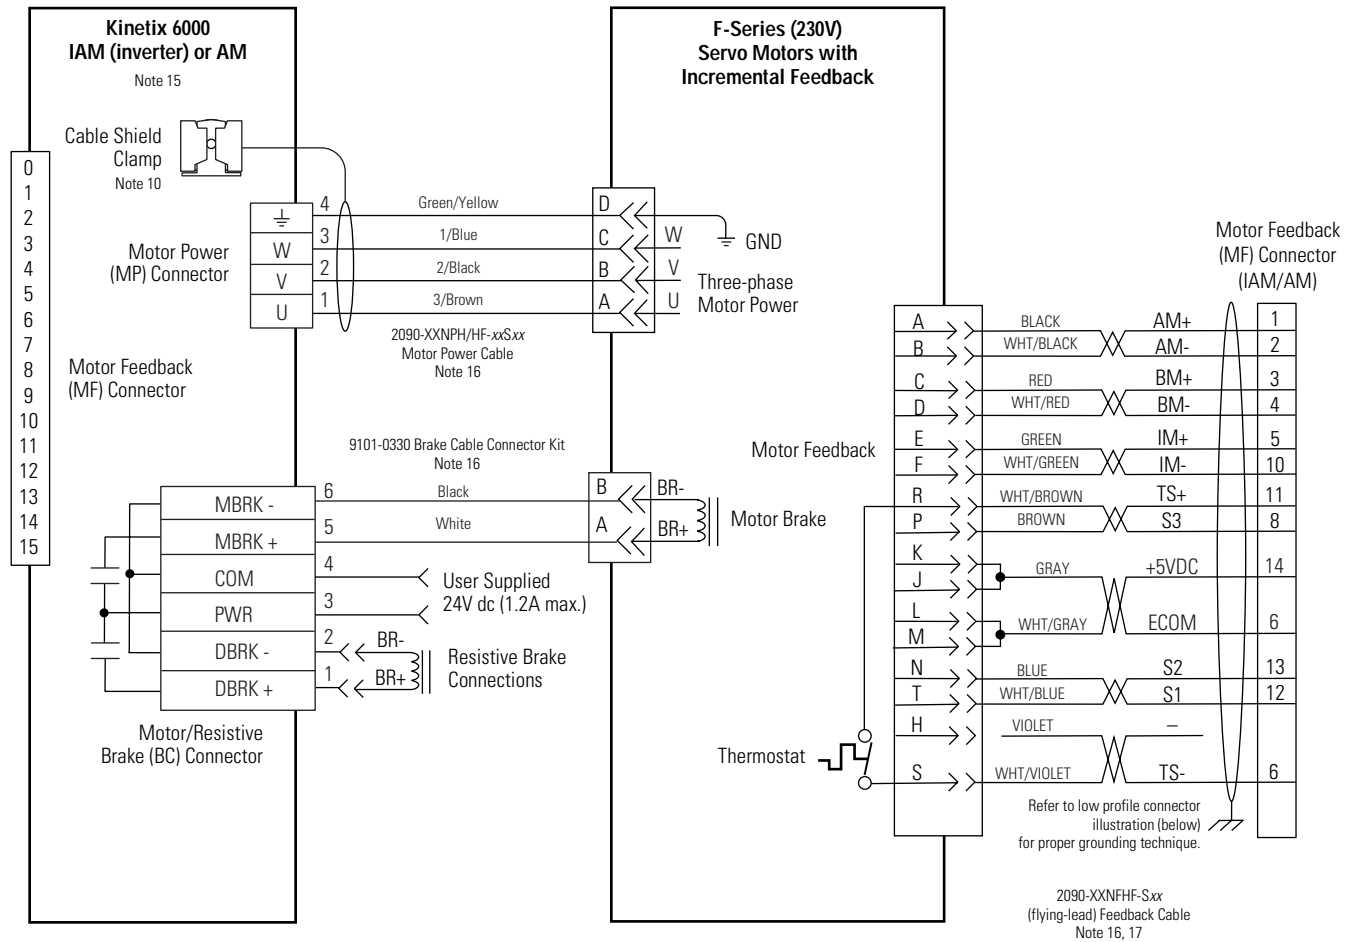 Kinetix 6000
IAM (inverter) or AM
Note 15
Cable Shield
Clamp
Note 10
0
1
2
3
4
5
6
7
8
9
10
11
12
13
14
15
Motor Feedback
(MF) Connector
Motor Power
(MP) Connector
W
V
U
4
3
2
1
Green/Yellow
1/Blue
2/Black
3/Brown
2090-XXNPH/HF-xxSxx
Motor Power Cable
Note 16
9101-0330 Brake Cable Connector Kit
Note 16
Black
White
MBRK -
MBRK +
COM
PWR
DBRK -
DBRK +
6
5
4
3
2
1
User Supplied
24V dc (1.2A max.)
BR-
BR+
Resistive Brake
Connections
Motor/Resistive
Brake (BC) Connector
F-Series (230V)
Servo Motors with
Incremental Feedback
D
C
B
A
W
V
U
GND
Three-phase
Motor Power
B
A
BR-
BR+
Motor Brake
Motor Feedback
Thermostat
A BLACK AM+ 1
B WHT/BLACK AM- 2
C RED BM+ 3
D WHT/RED BM- 4
E GREEN IM+ 5
F WHT/GREEN IM- 10
R WHT/BROWN TS+ 11
P BROWN S3 8
K
J
GRAY +5VDC 14
L
M
WHT/GRAY ECOM 6
N BLUE S2 13
T WHT/BLUE S1 12
H VIOLET –
S WHT/VIOLET TS- 6
Motor Feedback
(MF) Connector
(IAM/AM)
Refer to low profile connector
illustration (below)
for proper grounding technique.
2090-XXNFHF-Sxx
(flying-lead) Feedback Cable
Note 16, 17